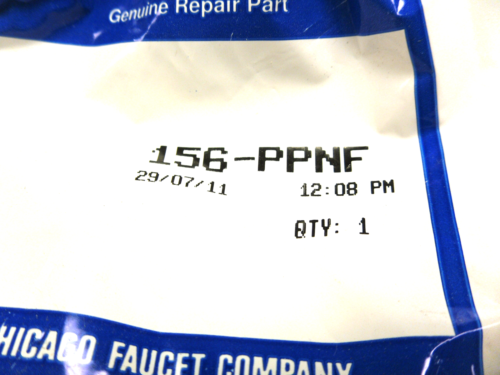 Genuine Repair Part
156-PPNF
29/07/11 12:08 PM
QTY: 1
CHICAGO FAUCET COMPANY